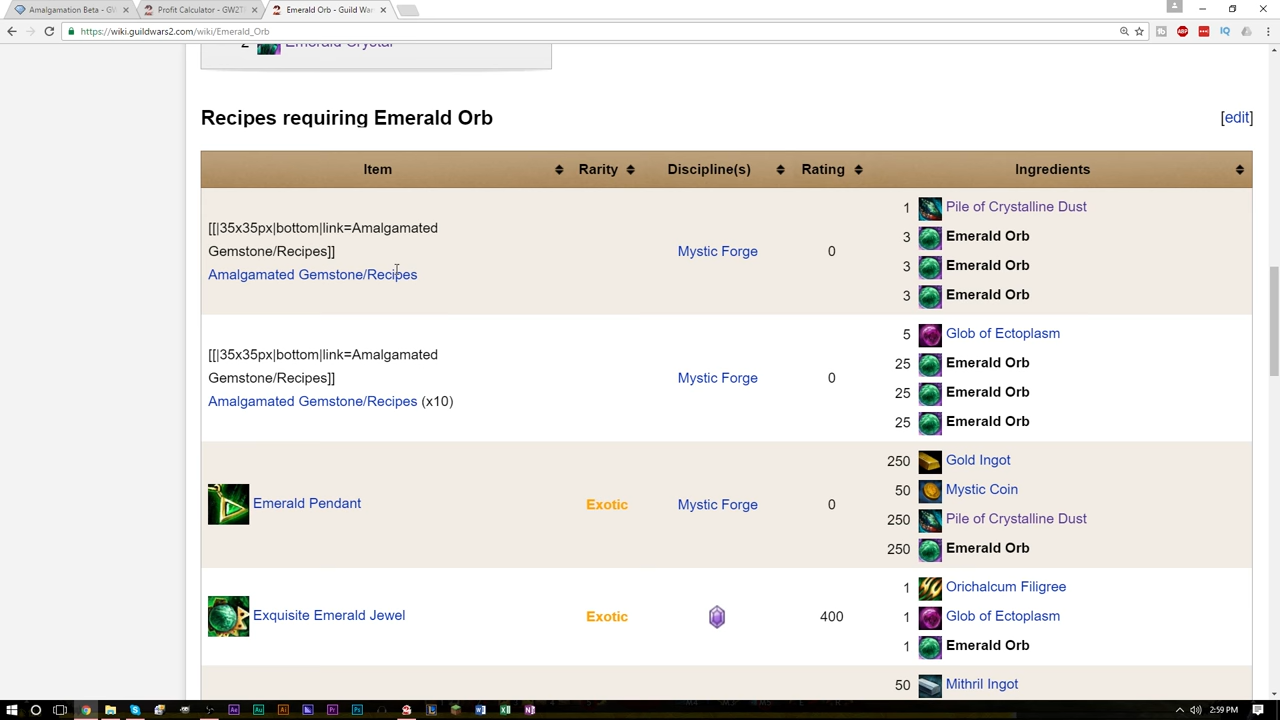 Amalgamation Beta - GW2
Profit Calculator - GW2TP
Emerald Orb - Guild War
https://wiki.guildwars2.com/wiki/Emerald_Orb
2 Emerald Crystal
Recipes requiring Emerald Orb
[edit]
Item Rarity Discipline(s) Rating Ingredients
[[|35x35px|bottom|link=Amalgamated
Gemstone/Recipes]]
Amalgamated Gemstone/Recipes
Mystic Forge
0
1 Pile of Crystalline Dust
3 Emerald Orb
3 Emerald Orb
3 Emerald Orb
[[|35x35px|bottom|link=Amalgamated
Gemstone/Recipes]]
Amalgamated Gemstone/Recipes (x10)
Mystic Forge
0
5 Glob of Ectoplasm
25 Emerald Orb
25 Emerald Orb
25 Emerald Orb
Emerald Pendant
Exotic
Mystic Forge
0
250 Gold Ingot
50 Mystic Coin
250 Pile of Crystalline Dust
250 Emerald Orb
Exquisite Emerald Jewel
Exotic
400
1 Orichalcum Filigree
1 Glob of Ectoplasm
1 Emerald Orb
50 Mithril Ingot
2:59 PM